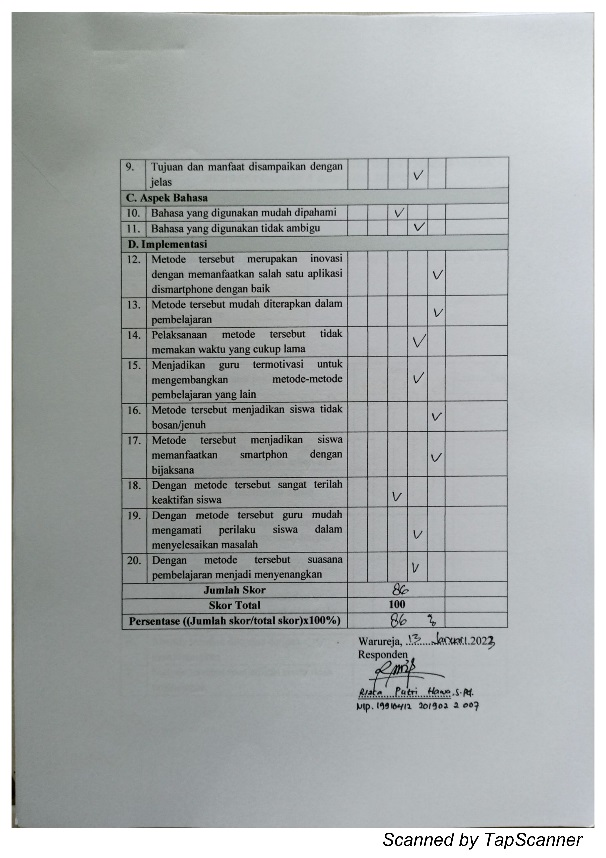 9. Tujuan dan manfaat disampaikan dengan
jelas
C. Aspek Bahasa
10. Bahasa yang digunakan mudah dipahami
11. Bahasa yang digunakan tidak ambigu
D. Implementasi
12. Metode tersebut merupakan inovasi
dengan memanfaatkan salah satu aplikasi
dismartphone dengan baik
13. Metode tersebut mudah diterapkan dalam
pembelajaran
14. Pelaksanaan metode tersebut tidak
memakan waktu yang cukup lama
15. Menjadikan guru termotivasi untuk
mengembangkan metode-metode
pembelajaran yang lain
16. Metode tersebut menjadikan siswa tidak
bosan/jenuh
17. Metode tersebut menjadikan siswa
memanfaatkan smartphon dengan
bijaksana
18. Dengan metode tersebut sangat terilah
keaktifan siswa
19. Dengan metode tersebut guru mudah
mengamati perilaku siswa dalam
menyelesaikan masalah
20. Dengan metode tersebut suasana
pembelajaran menjadi menyenangkan
Jumlah Skor 86
Skor Total 100
Persentase ((Jumlah skor/total skor)x100%) 86 %
Warureja, 13 Januari 2023
Responden
Putri Hana, S.Pd.
Nip.
Scanned by TapScanner